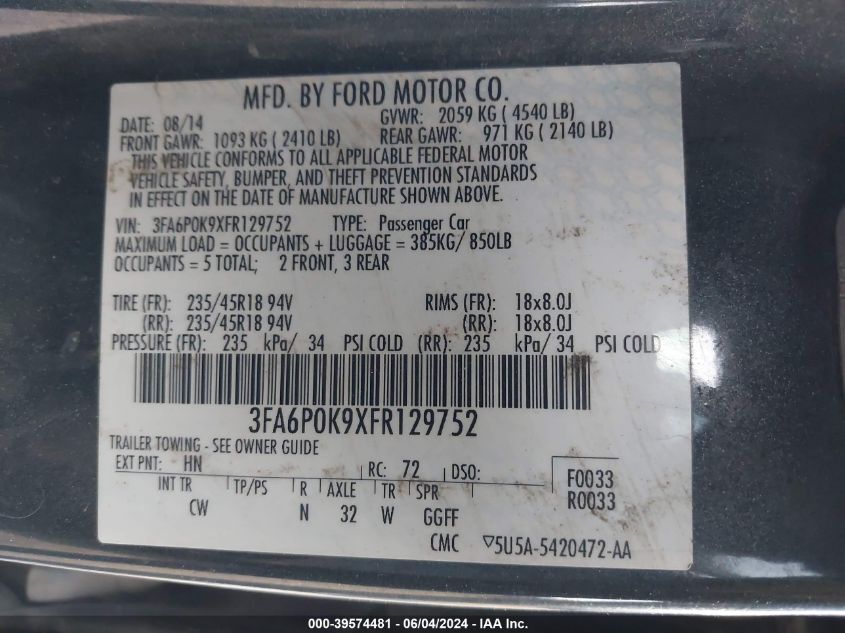 MFD. BY FORD MOTOR CO.
DATE: 08/14 GVWR: 2059 KG ( 4540 LB)
FRONT GAWR: 1093 KG ( 2410 LB) REAR GAWR: 971 KG ( 2140 LB)
THIS VEHICLE CONFORMS TO ALL APPLICABLE FEDERAL MOTOR
VEHICLE SAFETY, BUMPER, AND THEFT PREVENTION STANDARDS
IN EFFECT ON THE DATE OF MANUFACTURE SHOWN ABOVE.
VIN: 3FA6P0K9XFR129752 TYPE: Passenger Car
MAXIMUM LOAD = OCCUPANTS + LUGGAGE = 385KG/ 850LB
OCCUPANTS = 5 TOTAL; 2 FRONT, 3 REAR
TIRE (FR): 235/45R18 94V RIMS (FR): 18x8.0J
(RR): 235/45R18 94V (RR): 18x8.0J
PRESSURE (FR): 235 kPa/ 34 PSI COLD (RR): 235 kPa/ 34 PSI COLD
3FA6P0K9XFR129752
TRAILER TOWING - SEE OWNER GUIDE
EXT PNT: HN RC: 72 DSO: F0033
INT TR TP/PS R AXLE TR SPR R0033
CW N 32 W GGFF
CMC ▽5U5A-5420472-AA
000-39574481 - 06/04/2024 - IAA Inc.